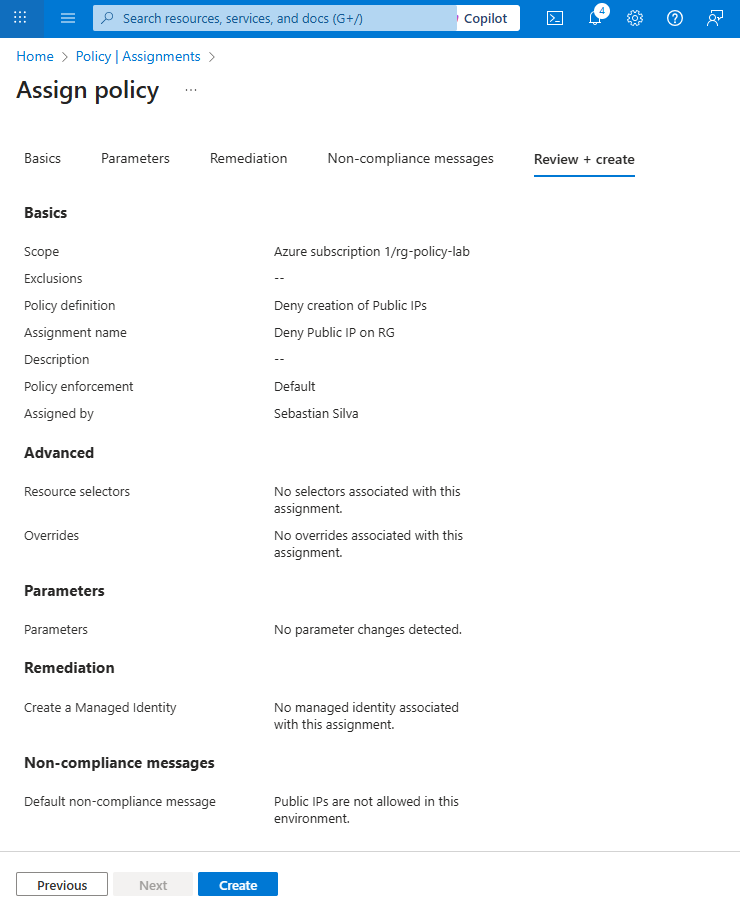 Search resources, services, and docs (G+/)
Copilot
4
Home > Policy | Assignments >
Assign policy ...
Basics Parameters Remediation Non-compliance messages Review + create
Basics
Scope Azure subscription 1/rg-policy-lab
Exclusions --
Policy definition Deny creation of Public IPs
Assignment name Deny Public IP on RG
Description --
Policy enforcement Default
Assigned by Sebastian Silva
Advanced
Resource selectors No selectors associated with this
assignment.
Overrides No overrides associated with this
assignment.
Parameters
Parameters No parameter changes detected.
Remediation
Create a Managed Identity No managed identity associated
with this assignment.
Non-compliance messages
Default non-compliance message Public IPs are not allowed in this
environment.
Previous Next Create